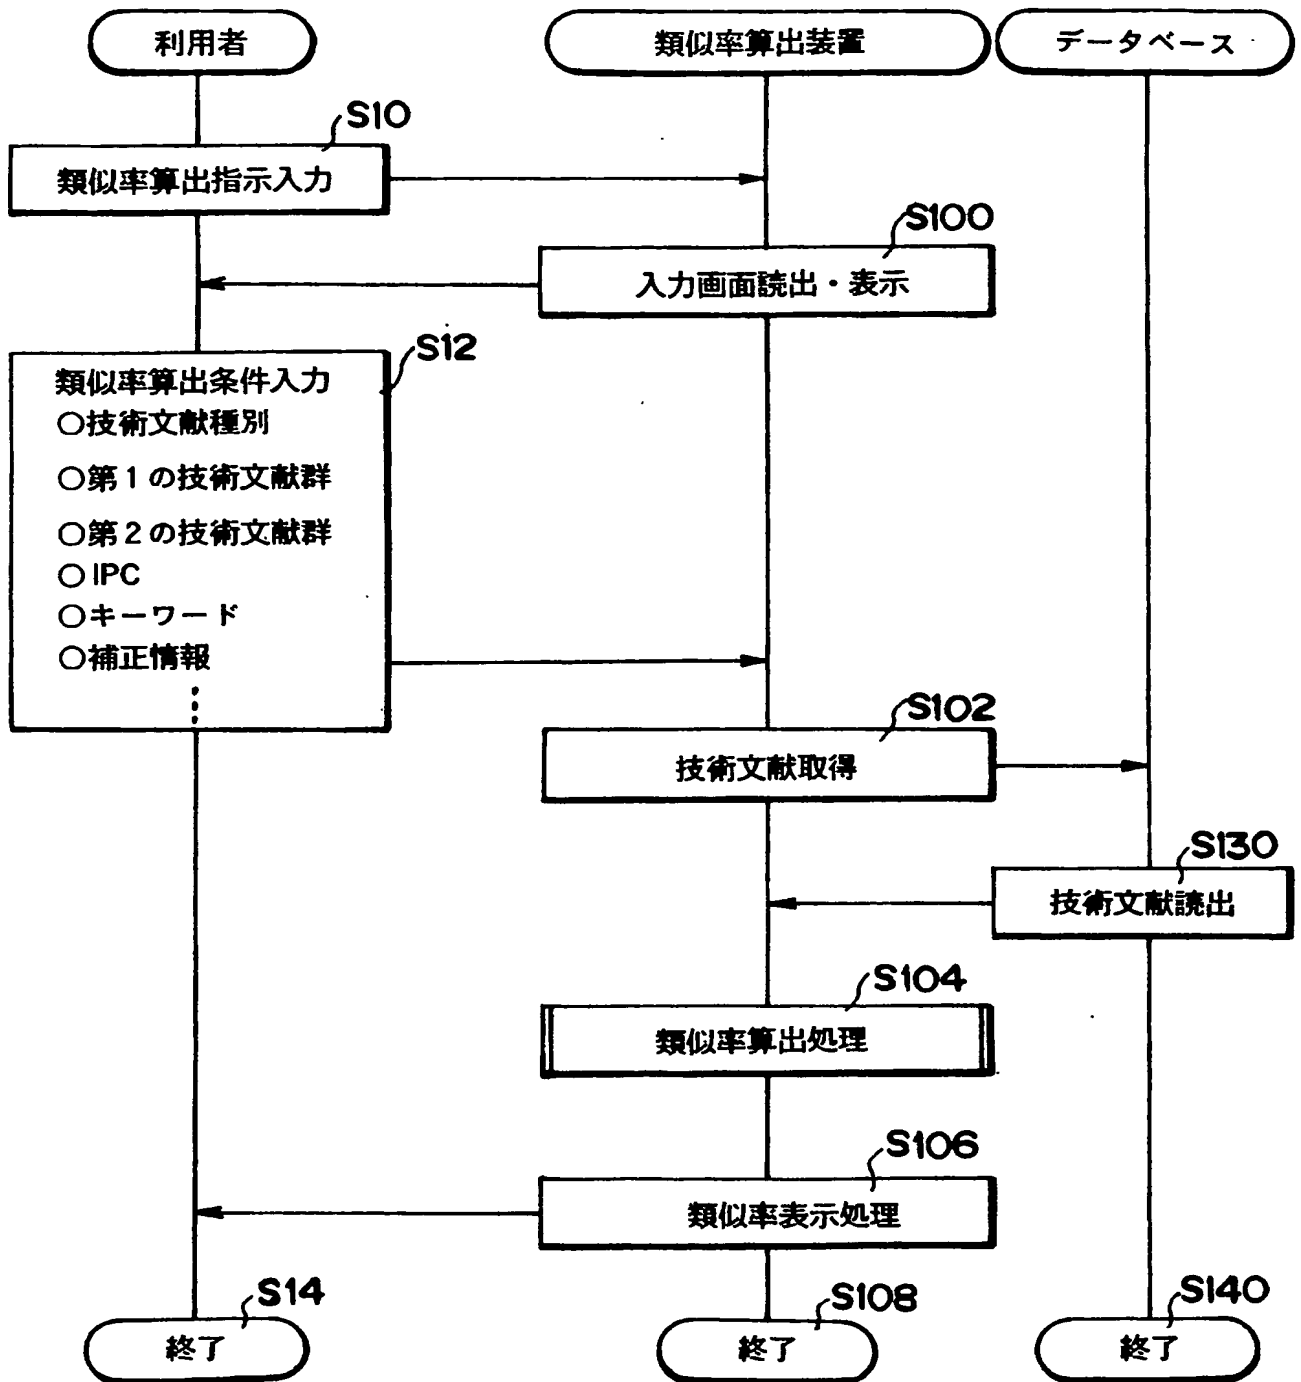 利用者
類似率算出装置
データベース
S10
類似率算出指示入力
S100
入力画面読出・表示
S12
類似率算出条件入力
○技術文献種別
○第1の技術文献群
○第2の技術文献群
○IPC
○キーワード
○補正情報
S102
技術文献取得
S130
技術文献読出
S104
類似率算出処理
S106
類似率表示処理
S14
終了
S108
終了
S140
終了